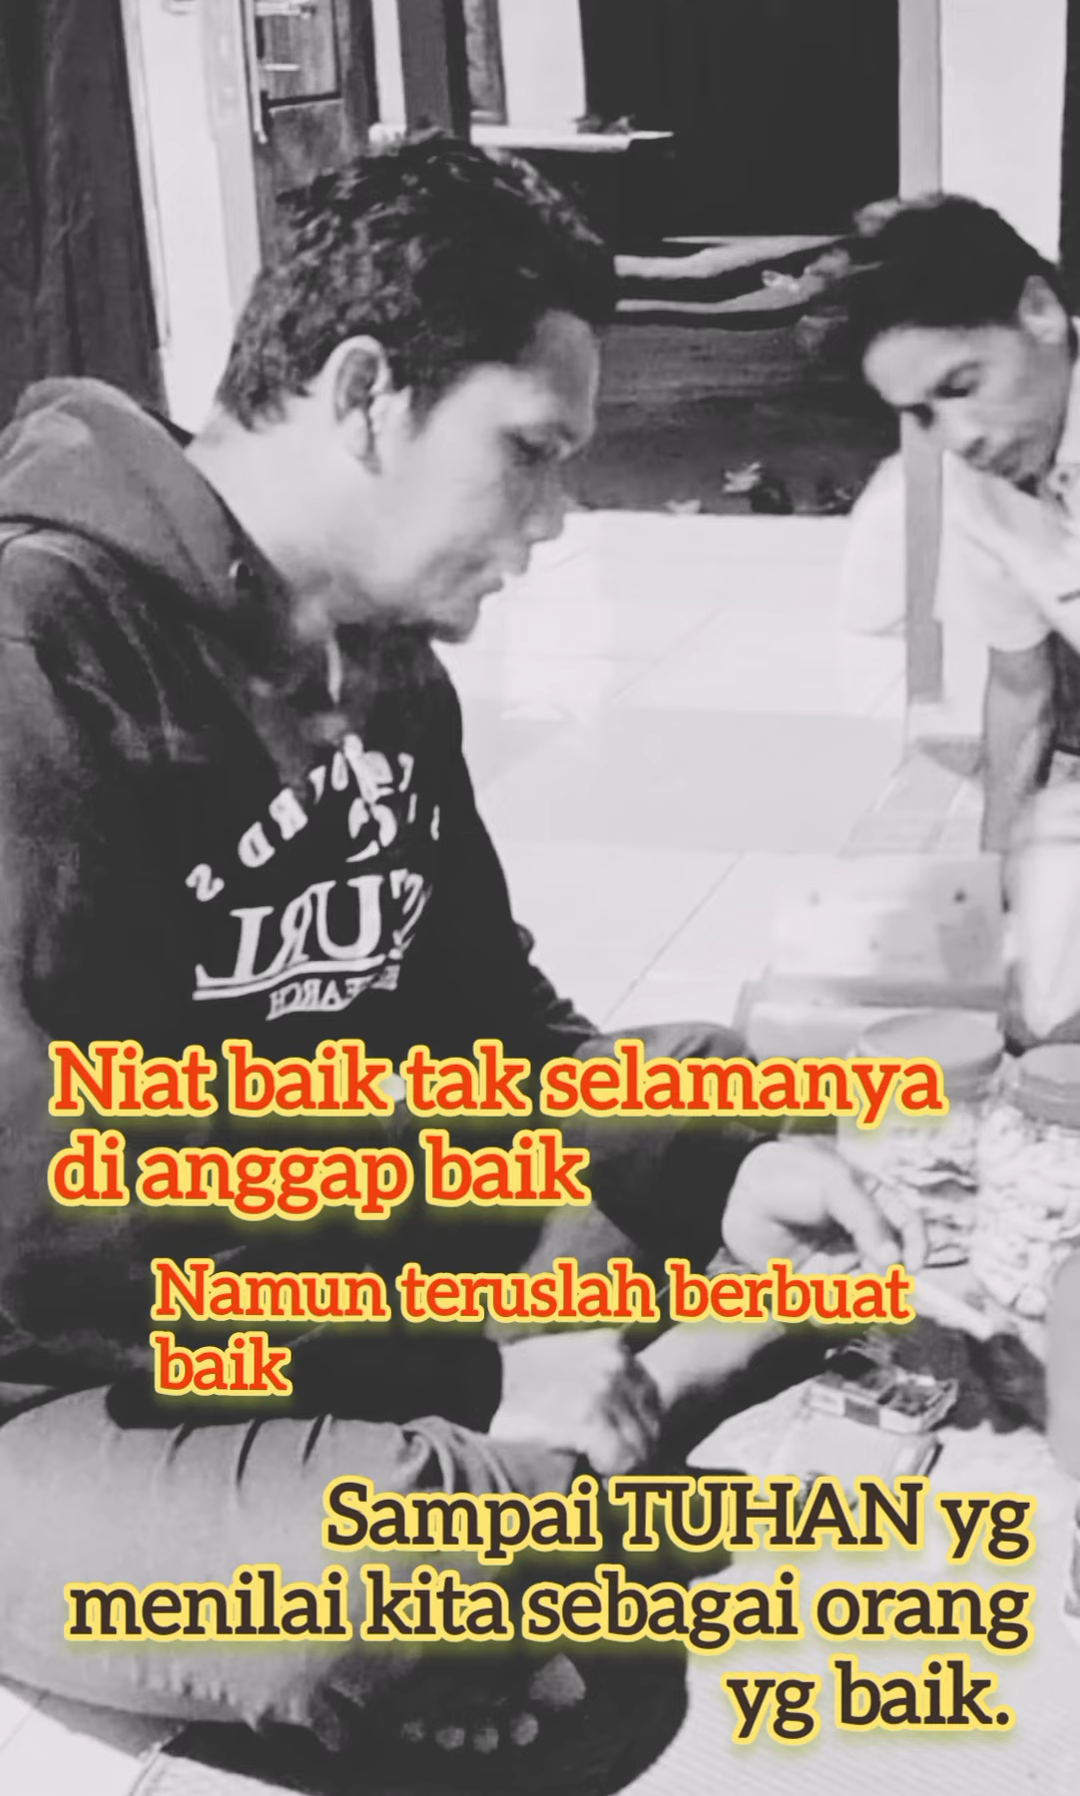 Niat baik tak selamanya
di anggap baik
Namun teruslah berbuat
baik
Sampai TUHAN yg
menilai kita sebagai orang
yg baik.